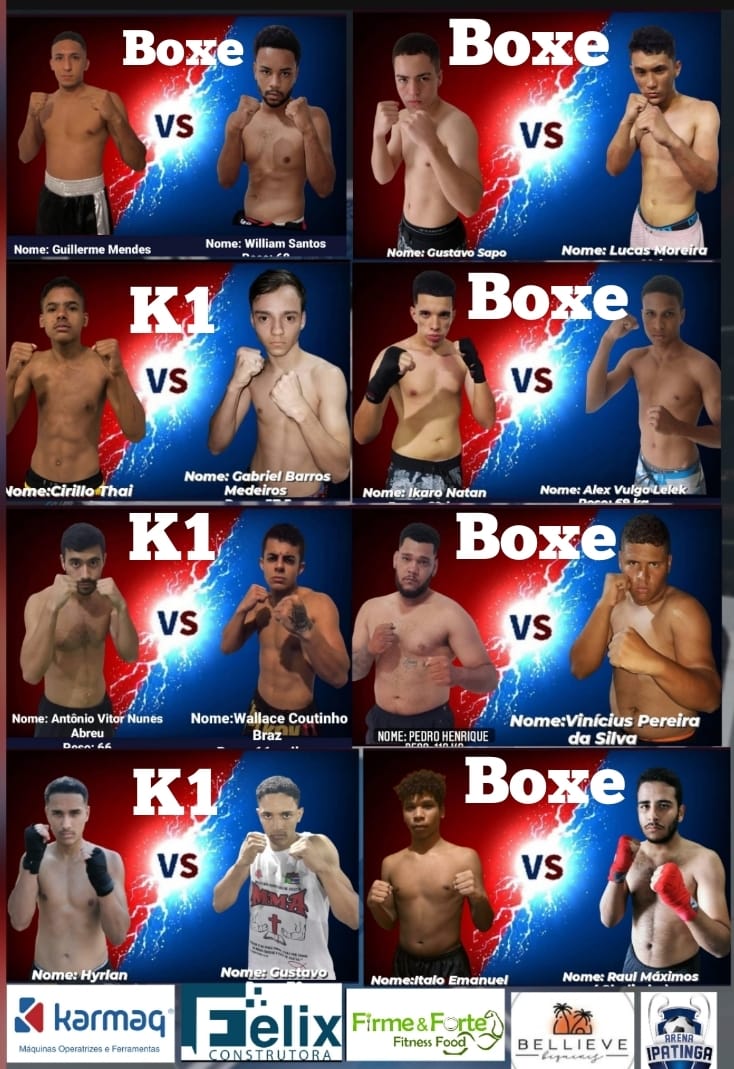 Boxe
VS
Nome: Guillerme Mendes
Nome: William Santos
Boxe
VS
Nome: Gustavo Sapo
Nome: Lucas Moreira
K1
VS
Nome:Cirillo Thai
Nome: Gabriel Barros
Medeiros
Boxe
VS
Nome: Ikaro Natan
Nome: Alex Vulgo Lelek
Peso: 69 kg
K1
VS
Nome: Antônio Vitor Nunes
Abreu
Peso: 66
Nome:Wallace Coutinho
Braz
Boxe
VS
NOME: PEDRO HENRIQUE
Nome:Vinícius Pereira
da Silva
K1
VS
Nome: Hyrlan
MMA
Nome: Gustavo
Boxe
VS
Nome:Italo Emanuel
Nome: Raul Máximos
karmaq
Máquinas Operatrizes e Ferramentas
Felix
CONSTRUTORA
Firme&Forte
Fitness Food
BELLIEVE
Biquinis
ARENA
IPATINGA